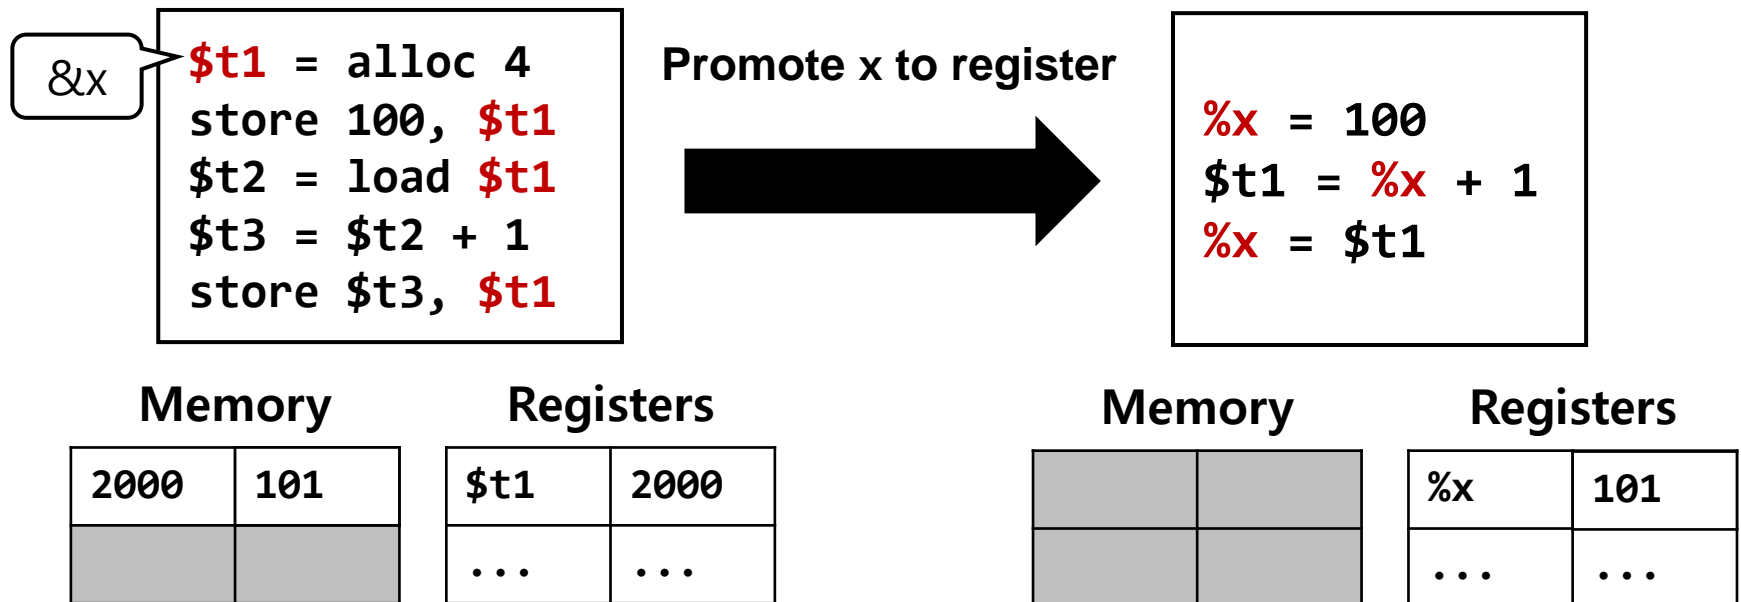 &x
$t1 = alloc 4
store 100, $t1
$t2 = load $t1
$t3 = $t2 + 1
store $t3, $t1
Promote x to register
%x = 100
$t1 = %x + 1
%x = $t1
Memory
2000 101
Registers
$t1 2000
... ...
Memory
Registers
%x 101
... ...